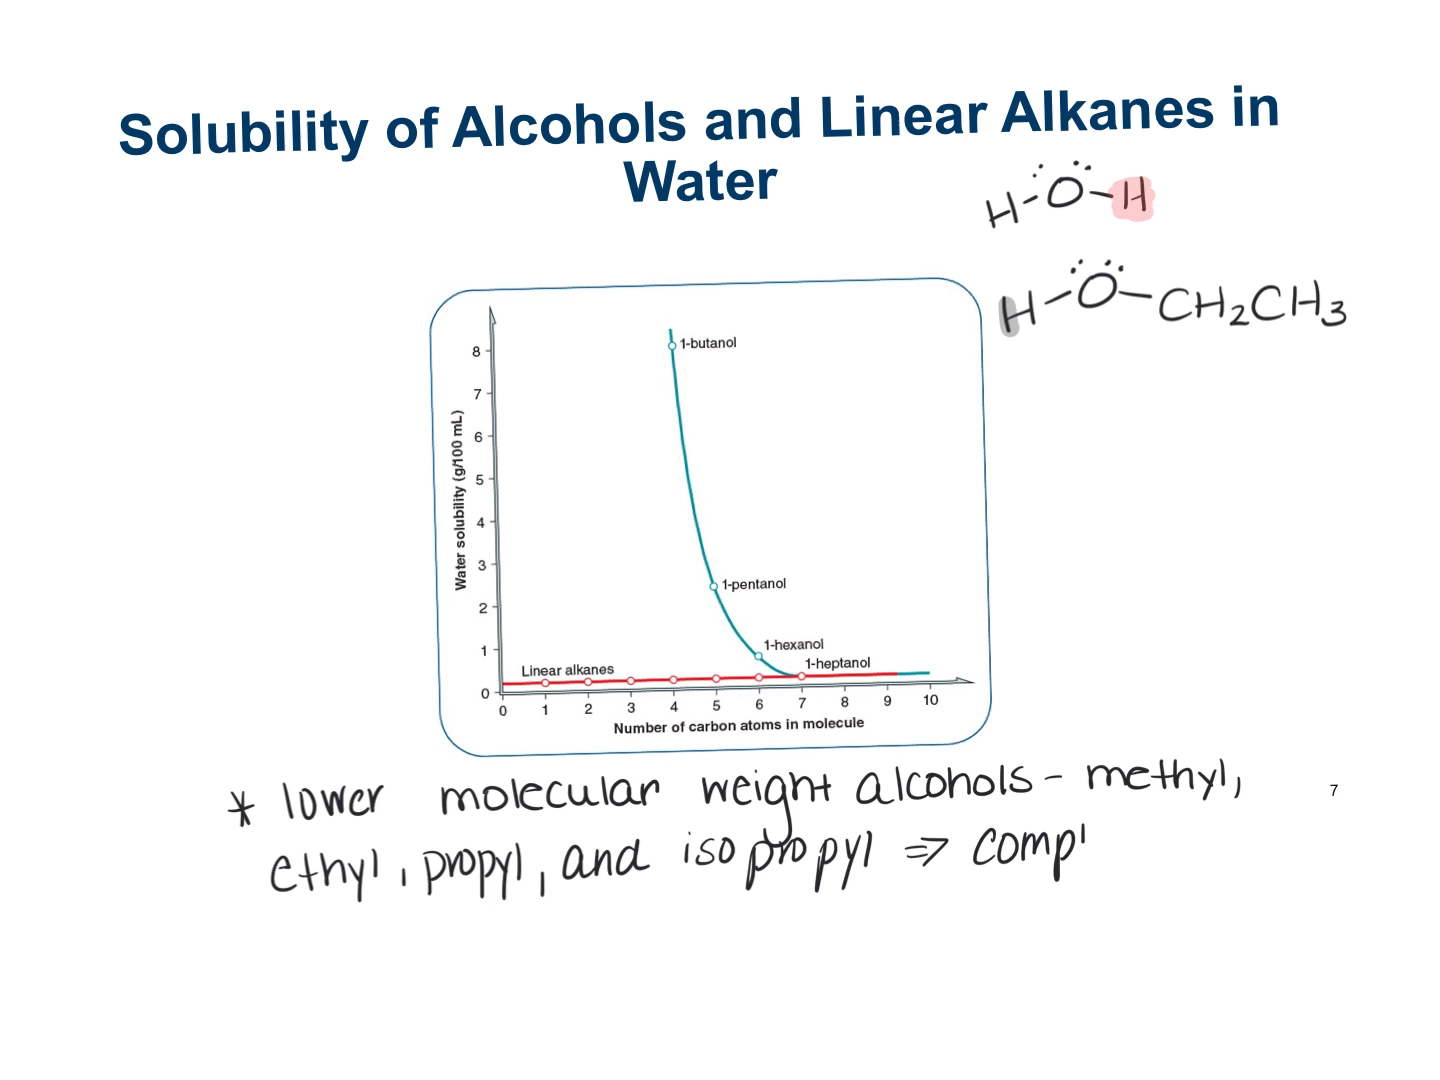 Solubility of Alcohols and Linear Alkanes in
Water
H-Ö-H
H-Ö-CH₂CH₃
8
7
6
5
4
3
2
1
0
Water solubility (g/100 mL)
1-butanol
1-pentanol
1-hexanol
1-heptanol
Linear alkanes
0 1 2 3 4 5 6 7 8 9 10
Number of carbon atoms in molecule
* lower molecular weight alcohols - methyl,
ethyl, propyl, and isopropyl ⇒ comp
7